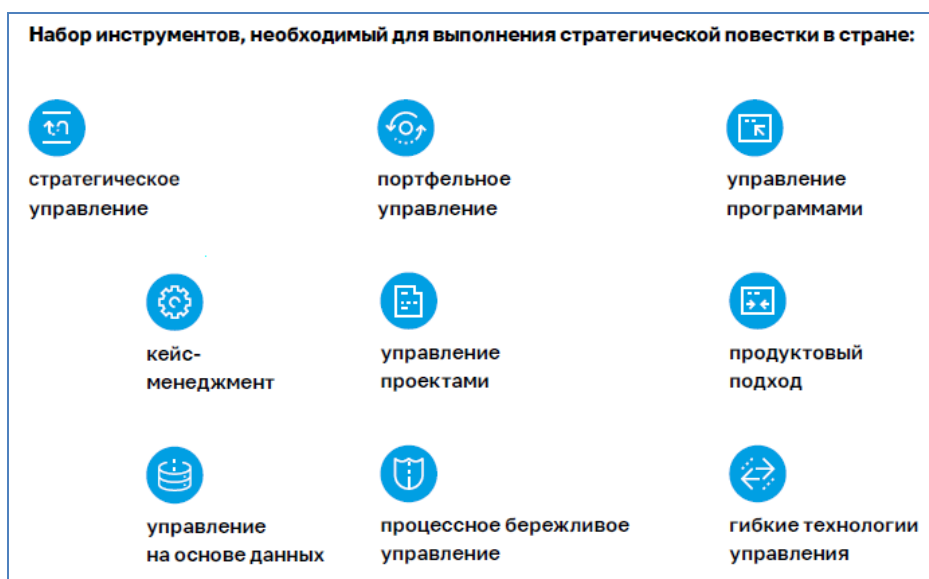 Набор инструментов, необходимый для выполнения стратегической повестки в стране:
стратегическое
управление
портфельное
управление
управление
программами
кейс-
менеджмент
управление
проектами
продуктовый
подход
управление
на основе данных
процессное бережливое
управление
гибкие технологии
управления